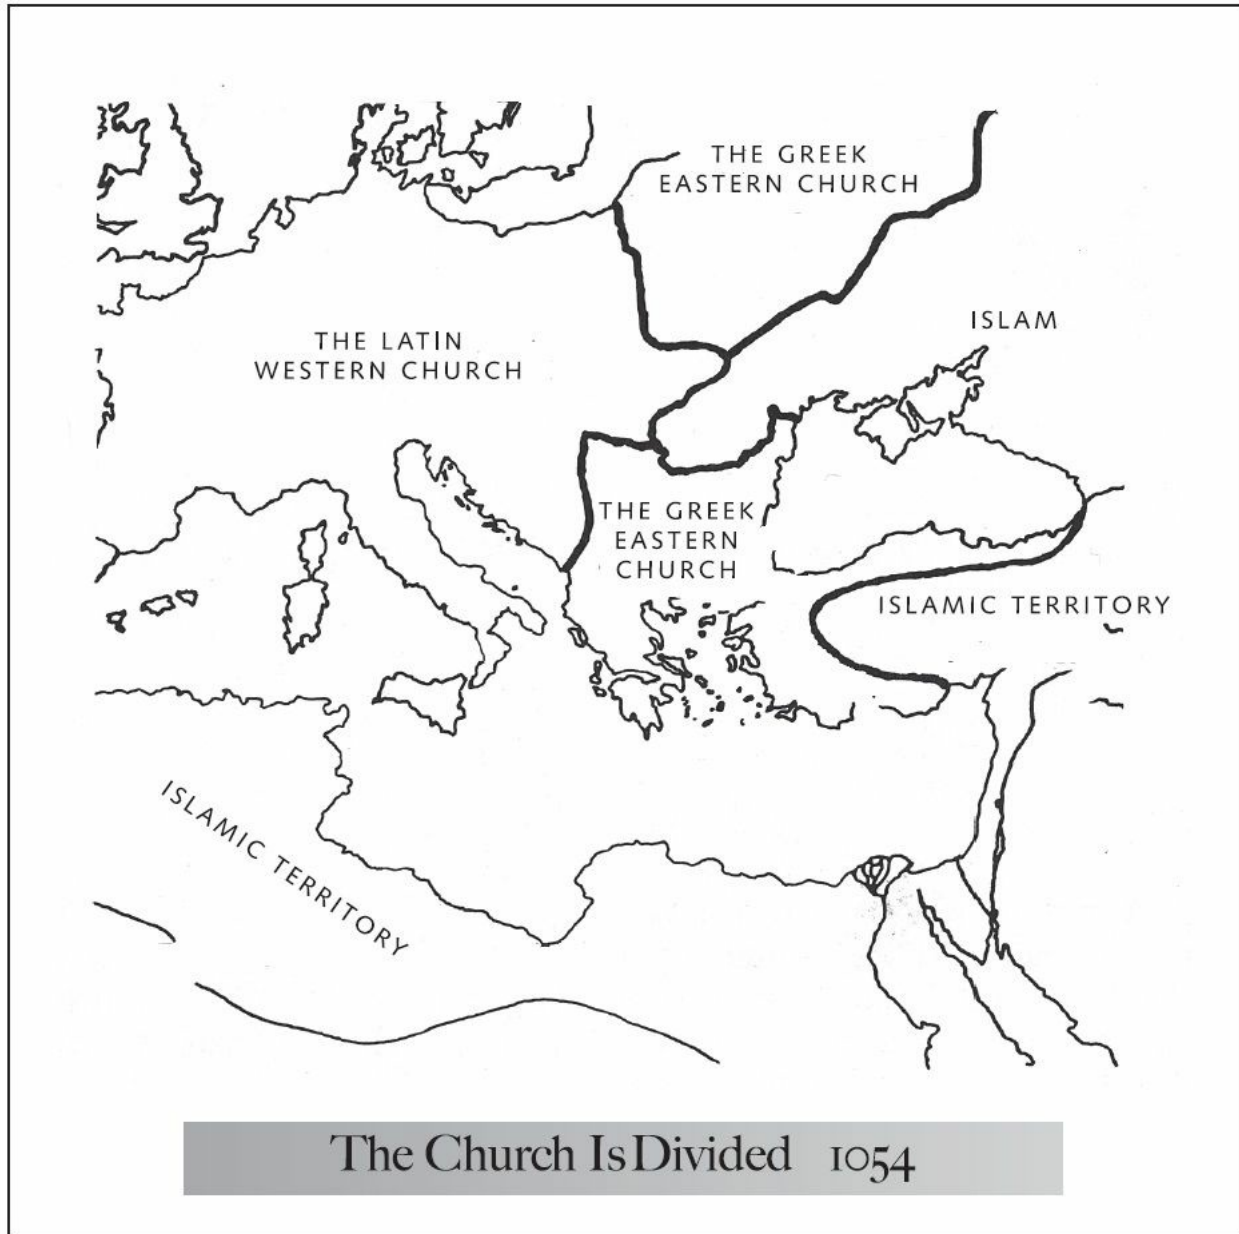 THE GREEK
EASTERN CHURCH
ISLAM
THE LATIN
WESTERN CHURCH
THE GREEK
EASTERN
CHURCH
ISLAMIC TERRITORY
ISLAMIC TERRITORY
The Church Is Divided 1054